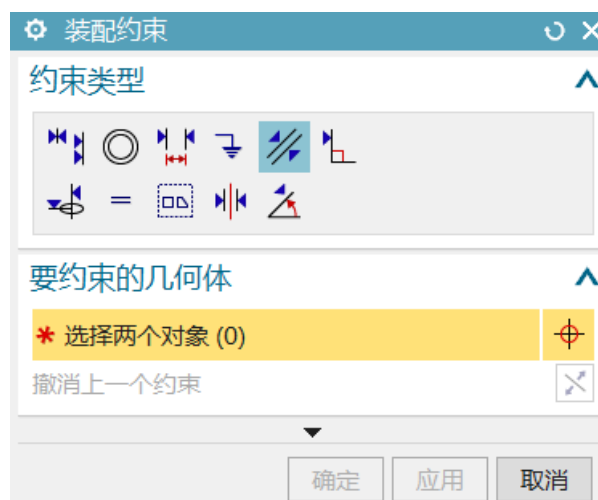 装配约束
约束类型
要约束的几何体
* 选择两个对象 (0)
撤消上一个约束
确定 应用 取消